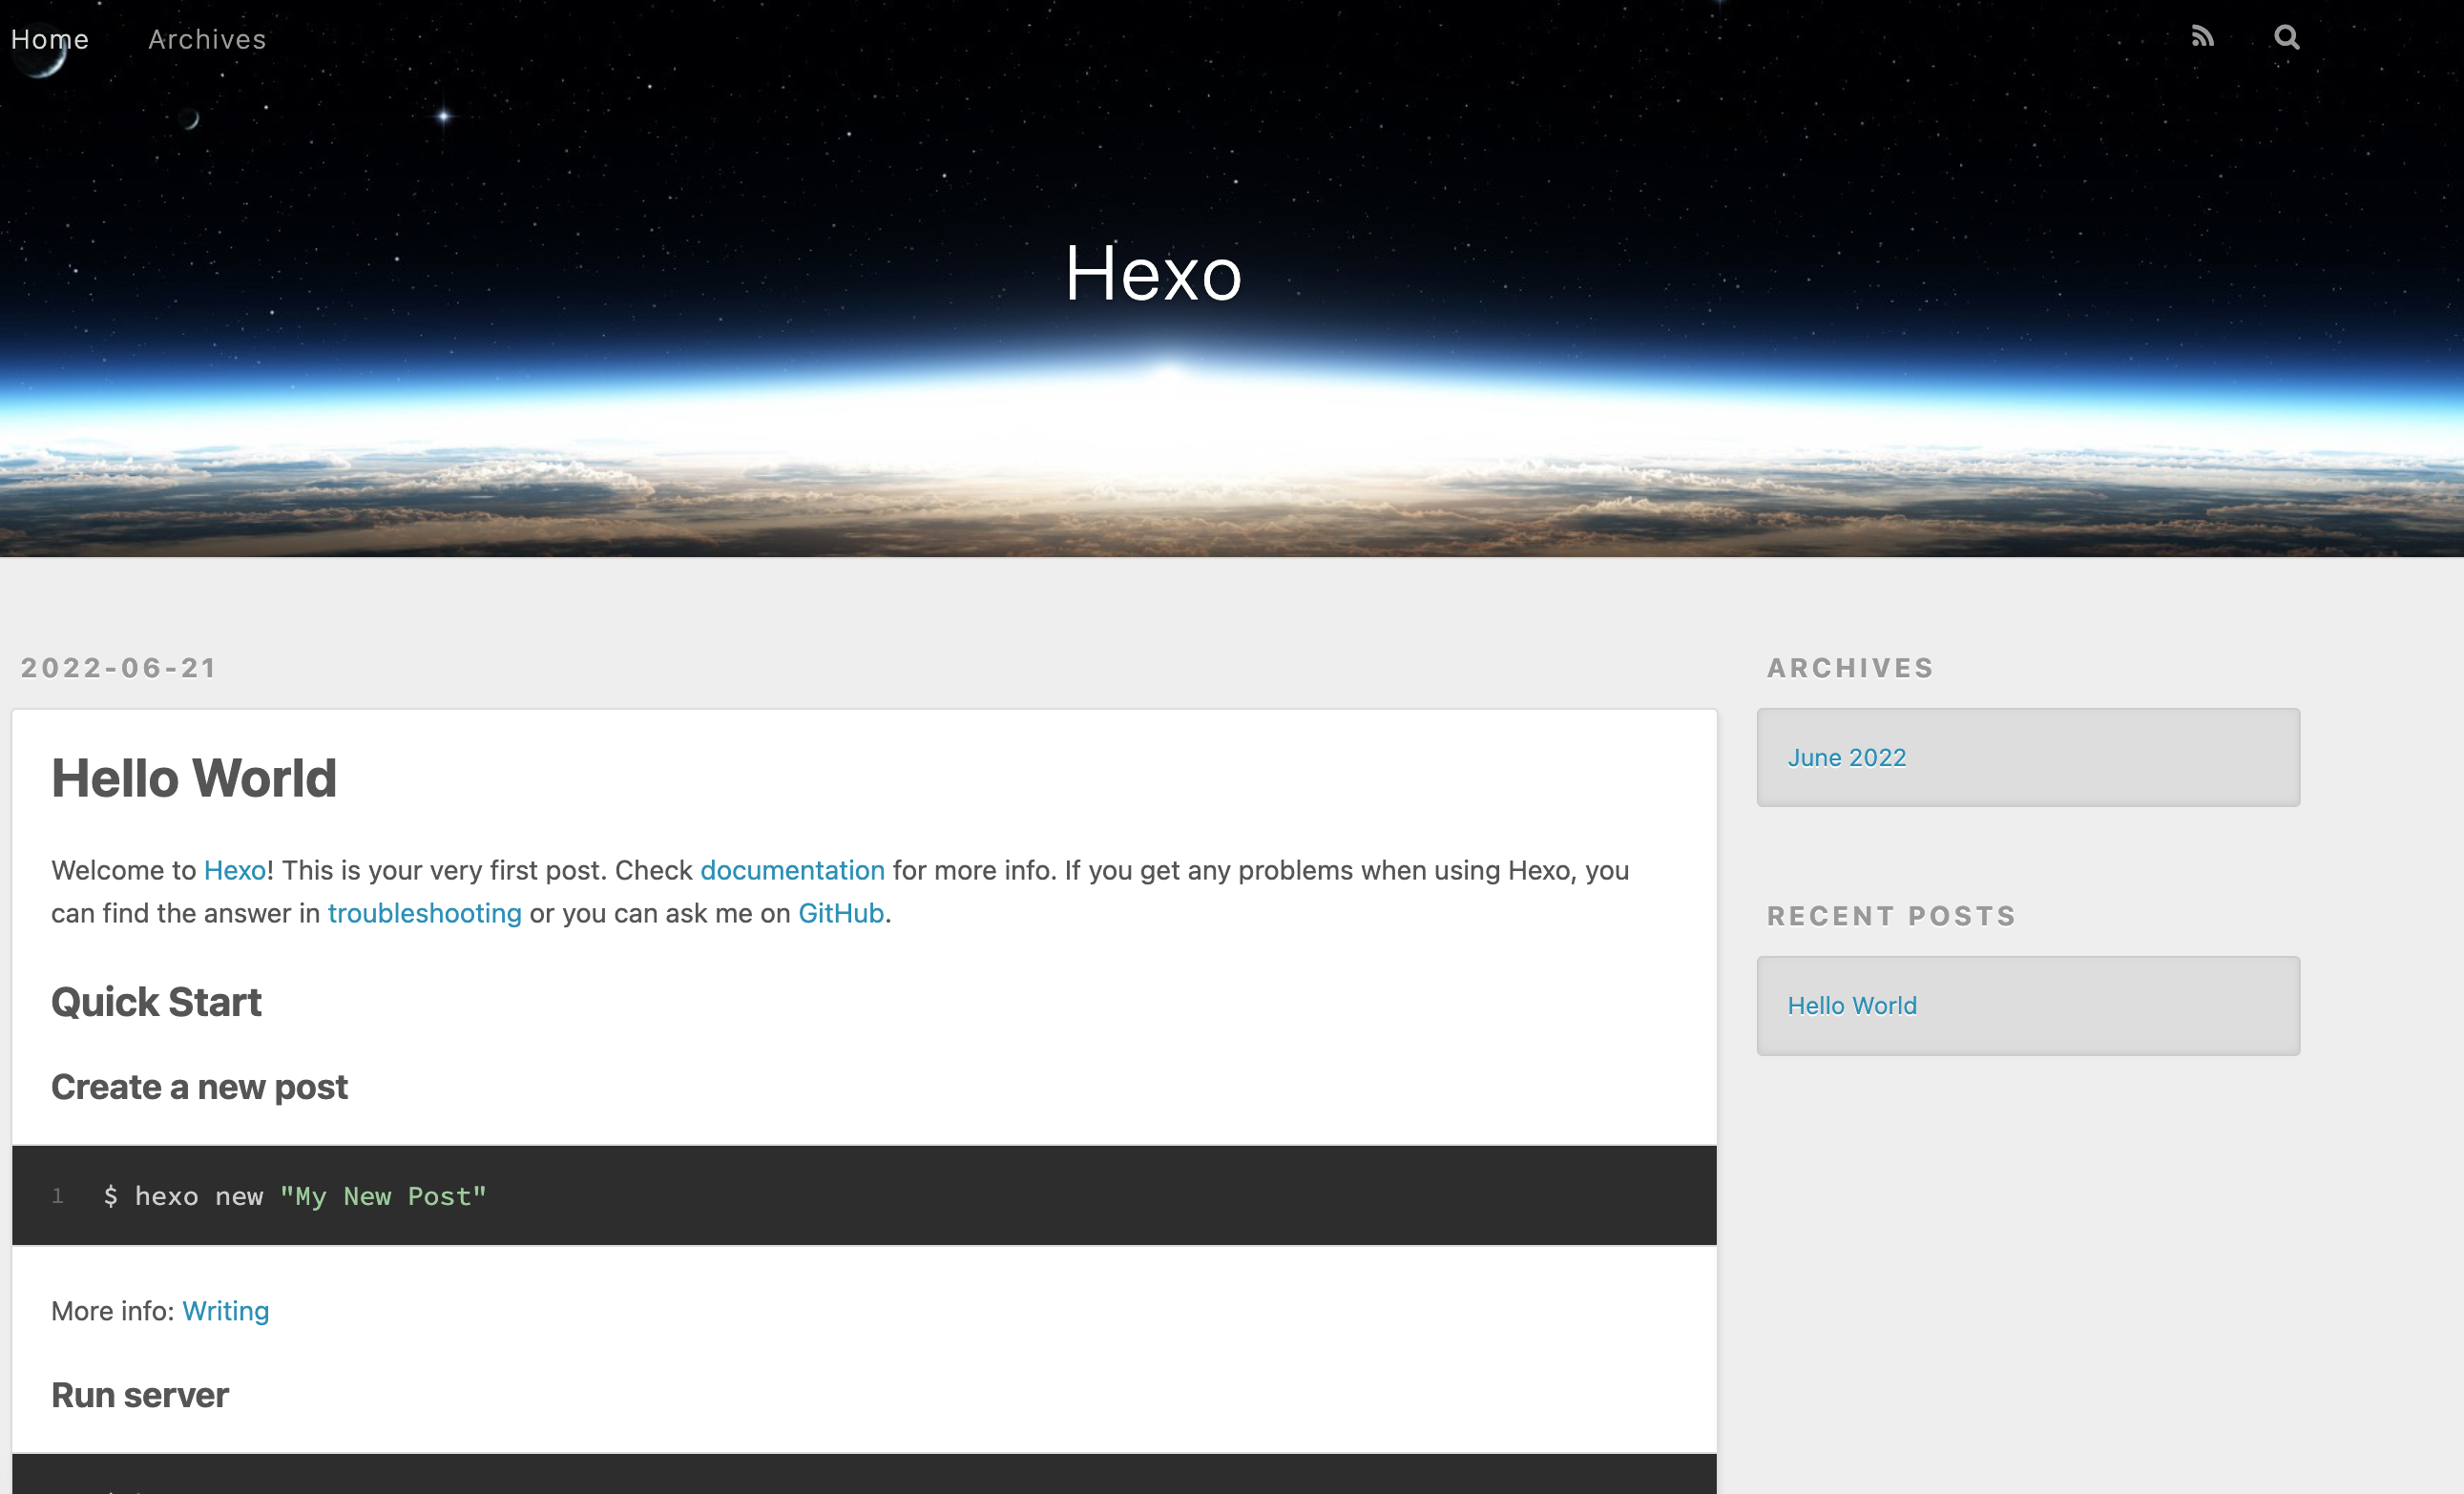 Home Archives
Hexo
2022-06-21
Hello World
Welcome to Hexo! This is your very first post. Check documentation for more info. If you get any problems when using Hexo, you
can find the answer in troubleshooting or you can ask me on GitHub.
Quick Start
Create a new post
1 $ hexo new "My New Post"
More info: Writing
Run server
ARCHIVES
June 2022
RECENT POSTS
Hello World